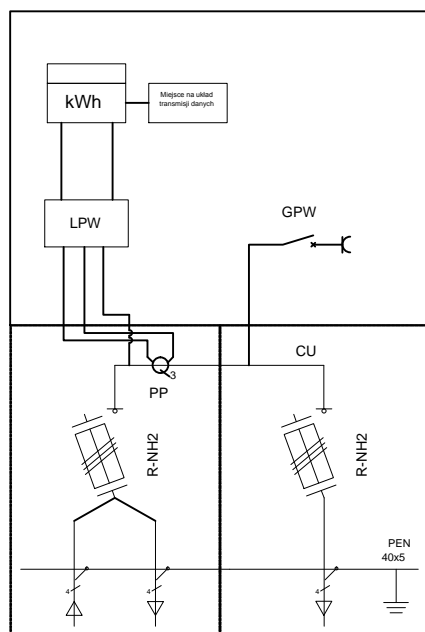 kWh
Miejsce na układ
transmisji danych
LPW
GPW
CU
3
PP
R-NH2
R-NH2
PEN
40x5
4
4
4